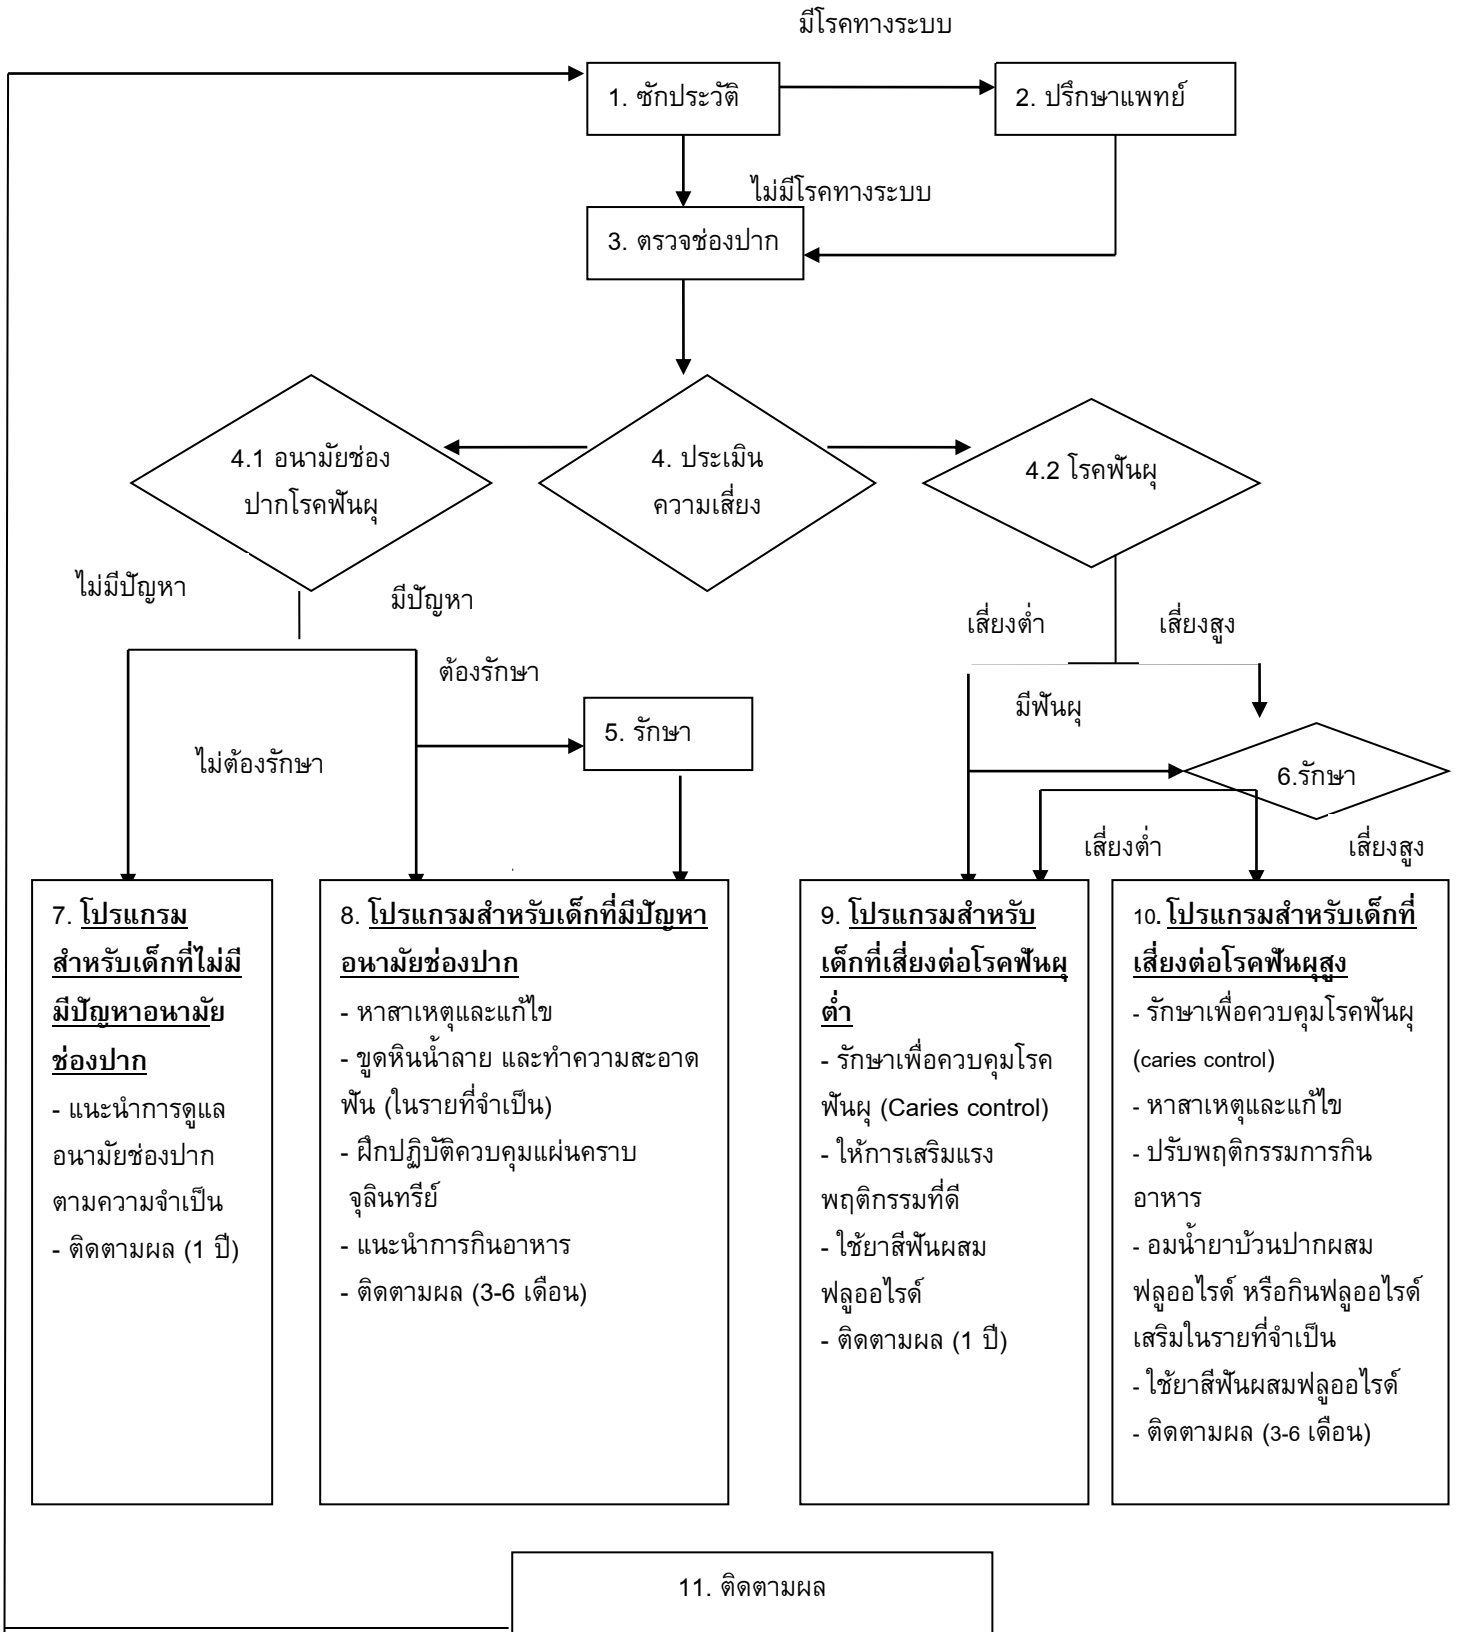 มีโรคทางระบบ
1. ซักประวัติ
2. ปรึกษาแพทย์
ไม่มีโรคทางระบบ
3. ตรวจช่องปาก
4.1 อนามัยช่อง
ปากโรคฟันผุ
4. ประเมิน
ความเสี่ยง
4.2 โรคฟันผุ
ไม่มีปัญหา
มีปัญหา
เสี่ยงต่ำ
เสี่ยงสูง
ต้องรักษา
มีฟันผุ
5. รักษา
ไม่ต้องรักษา
6.รักษา
เสี่ยงต่ำ
เสี่ยงสูง
7. โปรแกรม
สำหรับเด็กที่ไม่มี
มีปัญหาอนามัย
ช่องปาก
- แนะนำการดูแล
อนามัยช่องปาก
ตามความจำเป็น
- ติดตามผล (1 ปี)
8. โปรแกรมสำหรับเด็กที่มีปัญหา
อนามัยช่องปาก
- หาสาเหตุและแก้ไข
- ขูดหินน้ำลาย และทำความสะอาด
ฟัน (ในรายที่จำเป็น)
- ฝึกปฏิบัติควบคุมแผ่นคราบ
จุลินทรีย์
- แนะนำการกินอาหาร
- ติดตามผล (3-6 เดือน)
9. โปรแกรมสำหรับ
เด็กที่เสี่ยงต่อโรคฟันผุ
ต่ำ
- รักษาเพื่อควบคุมโรค
ฟันผุ (Caries control)
- ให้การเสริมแรง
พฤติกรรมที่ดี
- ใช้ยาสีฟันผสม
ฟลูออไรด์
- ติดตามผล (1 ปี)
10. โปรแกรมสำหรับเด็กที่
เสี่ยงต่อโรคฟันผุสูง
- รักษาเพื่อควบคุมโรคฟันผุ
(caries control)
- หาสาเหตุและแก้ไข
- ปรับพฤติกรรมการกิน
อาหาร
- อมน้ำยาบ้วนปากผสม
ฟลูออไรด์ หรือกินฟลูออไรด์
เสริมในรายที่จำเป็น
- ใช้ยาสีฟันผสมฟลูออไรด์
- ติดตามผล (3-6 เดือน)
11. ติดตามผล